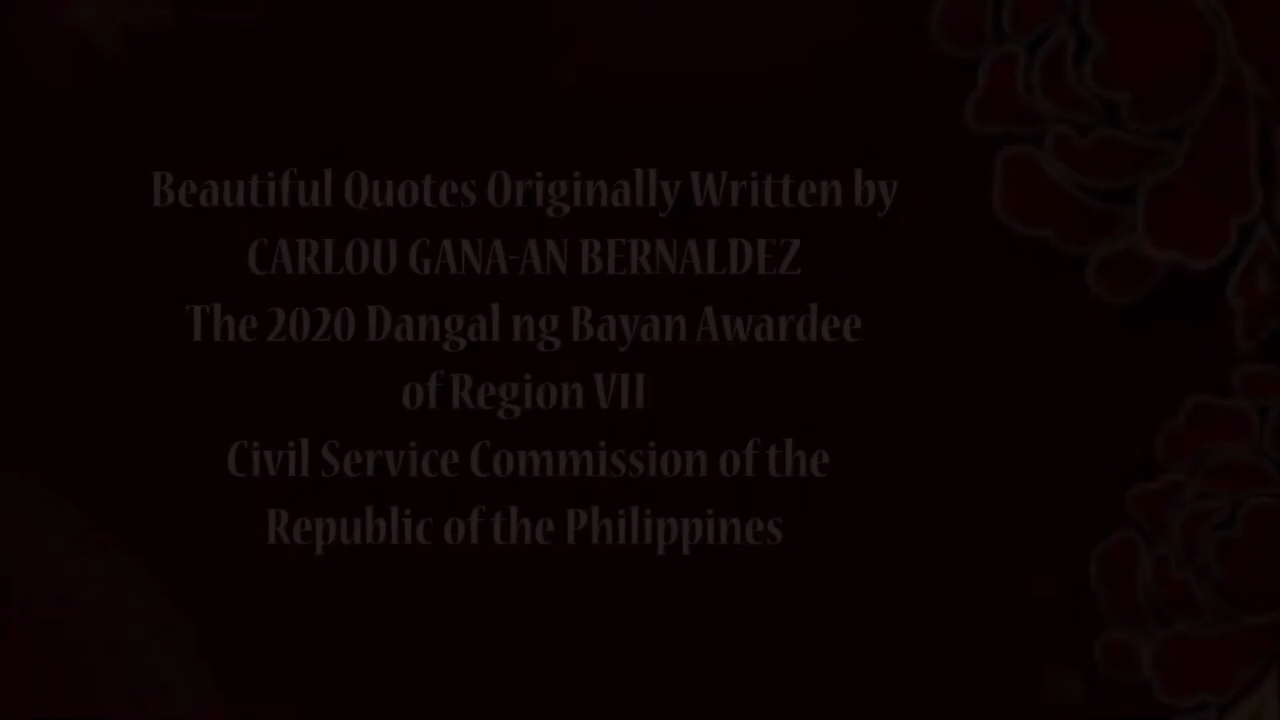 Beautiful Quotes Originally Written by
CARLOU GANA-AN BERNALDEZ
The 2020 Dangal ng Bayan Awardee
of Region VII
Civil Service Commission of the
Republic of the Philippines